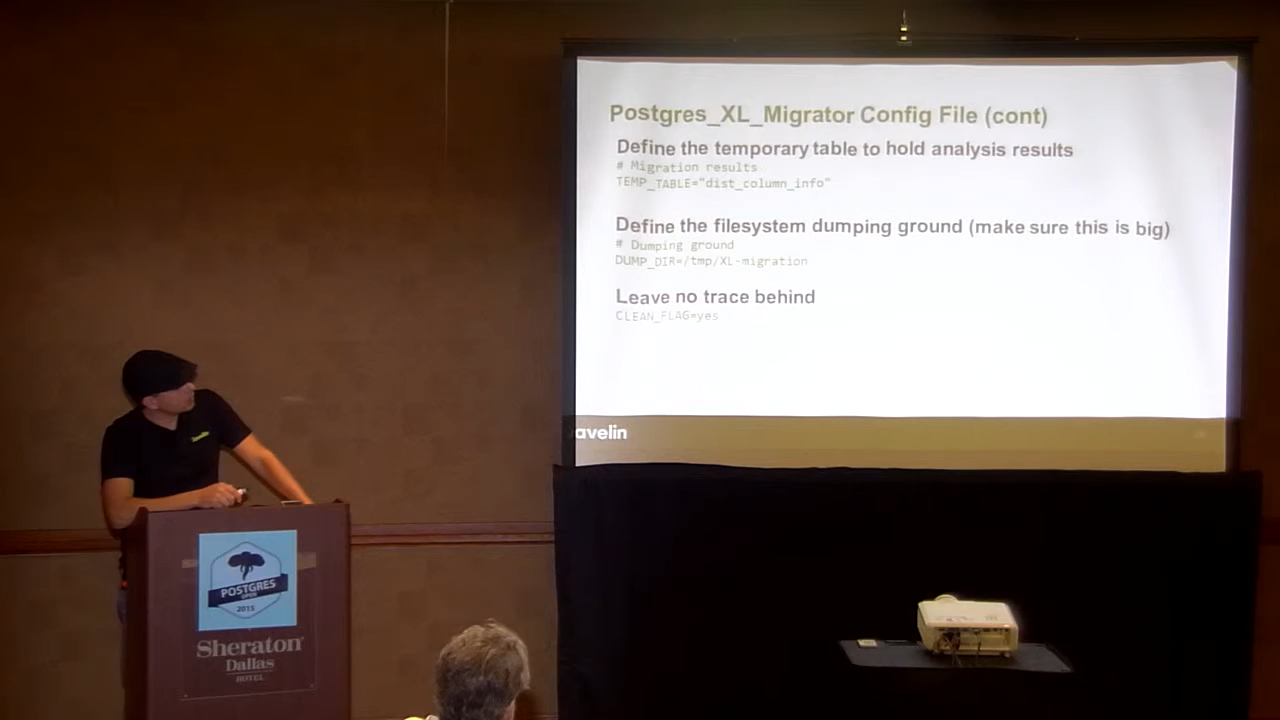 Postgres_XL_Migrator Config File (cont)
Define the temporary table to hold analysis results
# Migration results
TEMP_TABLE="dist_column_info"
Define the filesystem dumping ground (make sure this is big)
# Dumping ground
DUMP_DIR=/tmp/XL-migration
Leave no trace behind
CLEAN_FLAG=yes
avelin
POSTGRES
OPEN
2015
Sheraton
Dallas
HOTEL